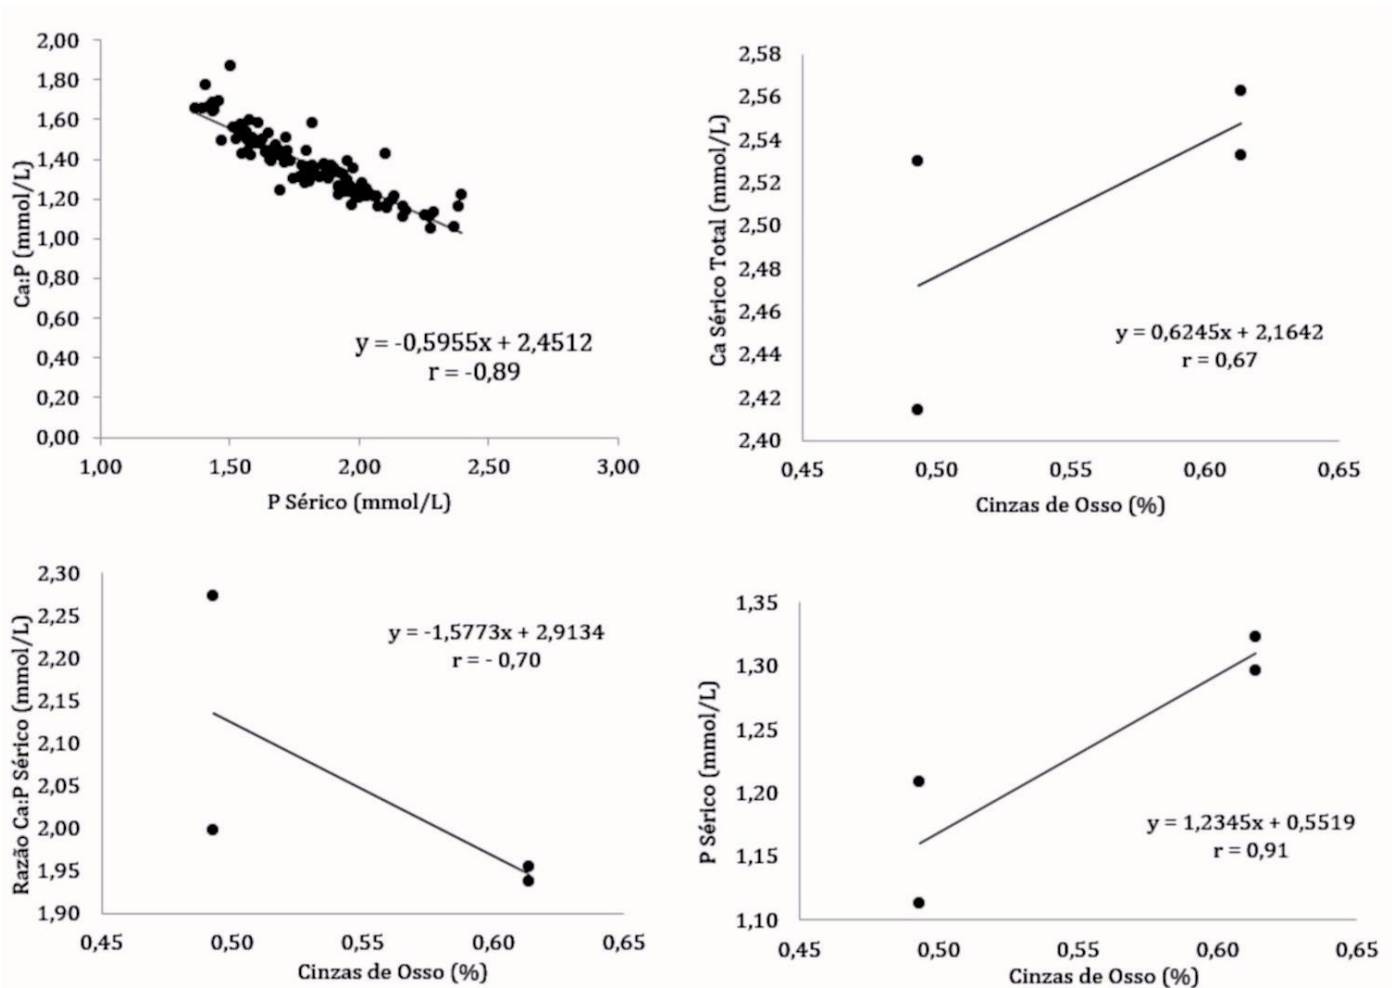 2,00
1,80
1,60
1,40
1,20
1,00
0,80
0,60
0,40
0,20
0,00
Ca:P (mmol/L)
y = -0,5955x + 2,4512
r = -0,89
1,00 1,50 2,00 2,50 3,00
P Sérico (mmol/L)
2,58
2,56
2,54
2,52
2,50
2,48
2,46
2,44
2,42
2,40
Ca Sérico Total (mmol/L)
y = 0,6245x + 2,1642
r = 0,67
0,45 0,50 0,55 0,60 0,65
Cinzas de Osso (%)
2,30
2,25
2,20
2,15
2,10
2,05
2,00
1,95
1,90
Razão Ca:P Sérico (mmol/L)
y = -1,5773x + 2,9134
r = - 0,70
0,45 0,50 0,55 0,60 0,65
Cinzas de Osso (%)
1,35
1,30
1,25
1,20
1,15
1,10
P Sérico (mmol/L)
y = 1,2345x + 0,5519
r = 0,91
0,45 0,50 0,55 0,60 0,65
Cinzas de Osso (%)